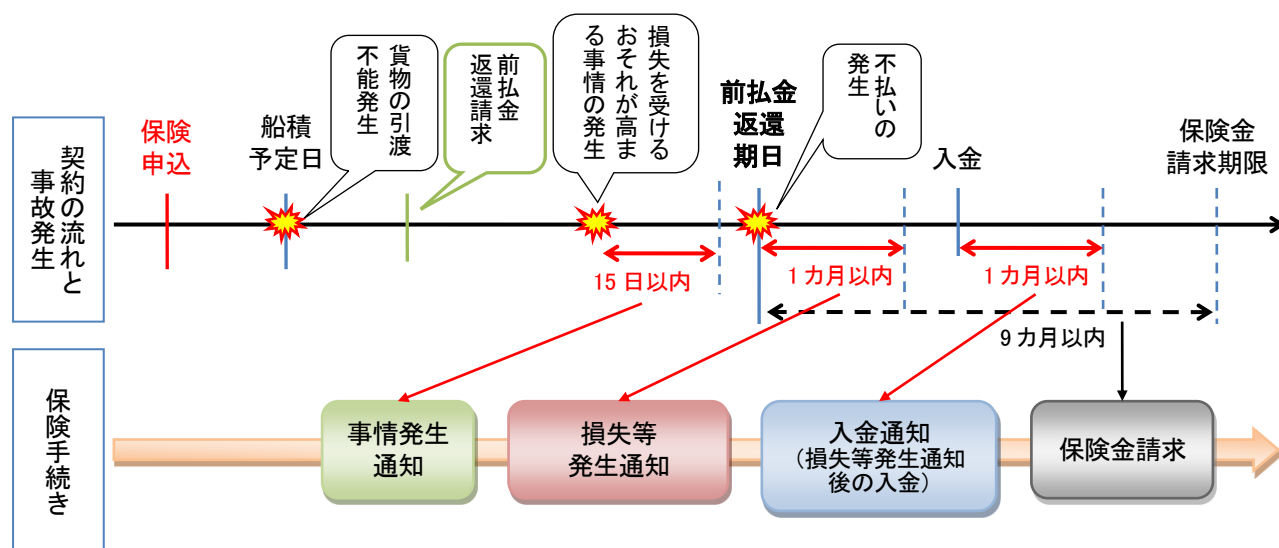 契約の流れと
事故発生
保険
申込
船積
予定日
貨物の引渡
不能発生
前払金
返還請求
損失を受ける
おそれが高ま
る事情の発生
前払金
返還
期日
不払いの
発生
入金
保険金
請求期限
15日以内
1カ月以内
1カ月以内
9カ月以内
保険手続き
事情発生
通知
損失等
発生通知
入金通知
（損失等発生通知
後の入金）
保険金請求